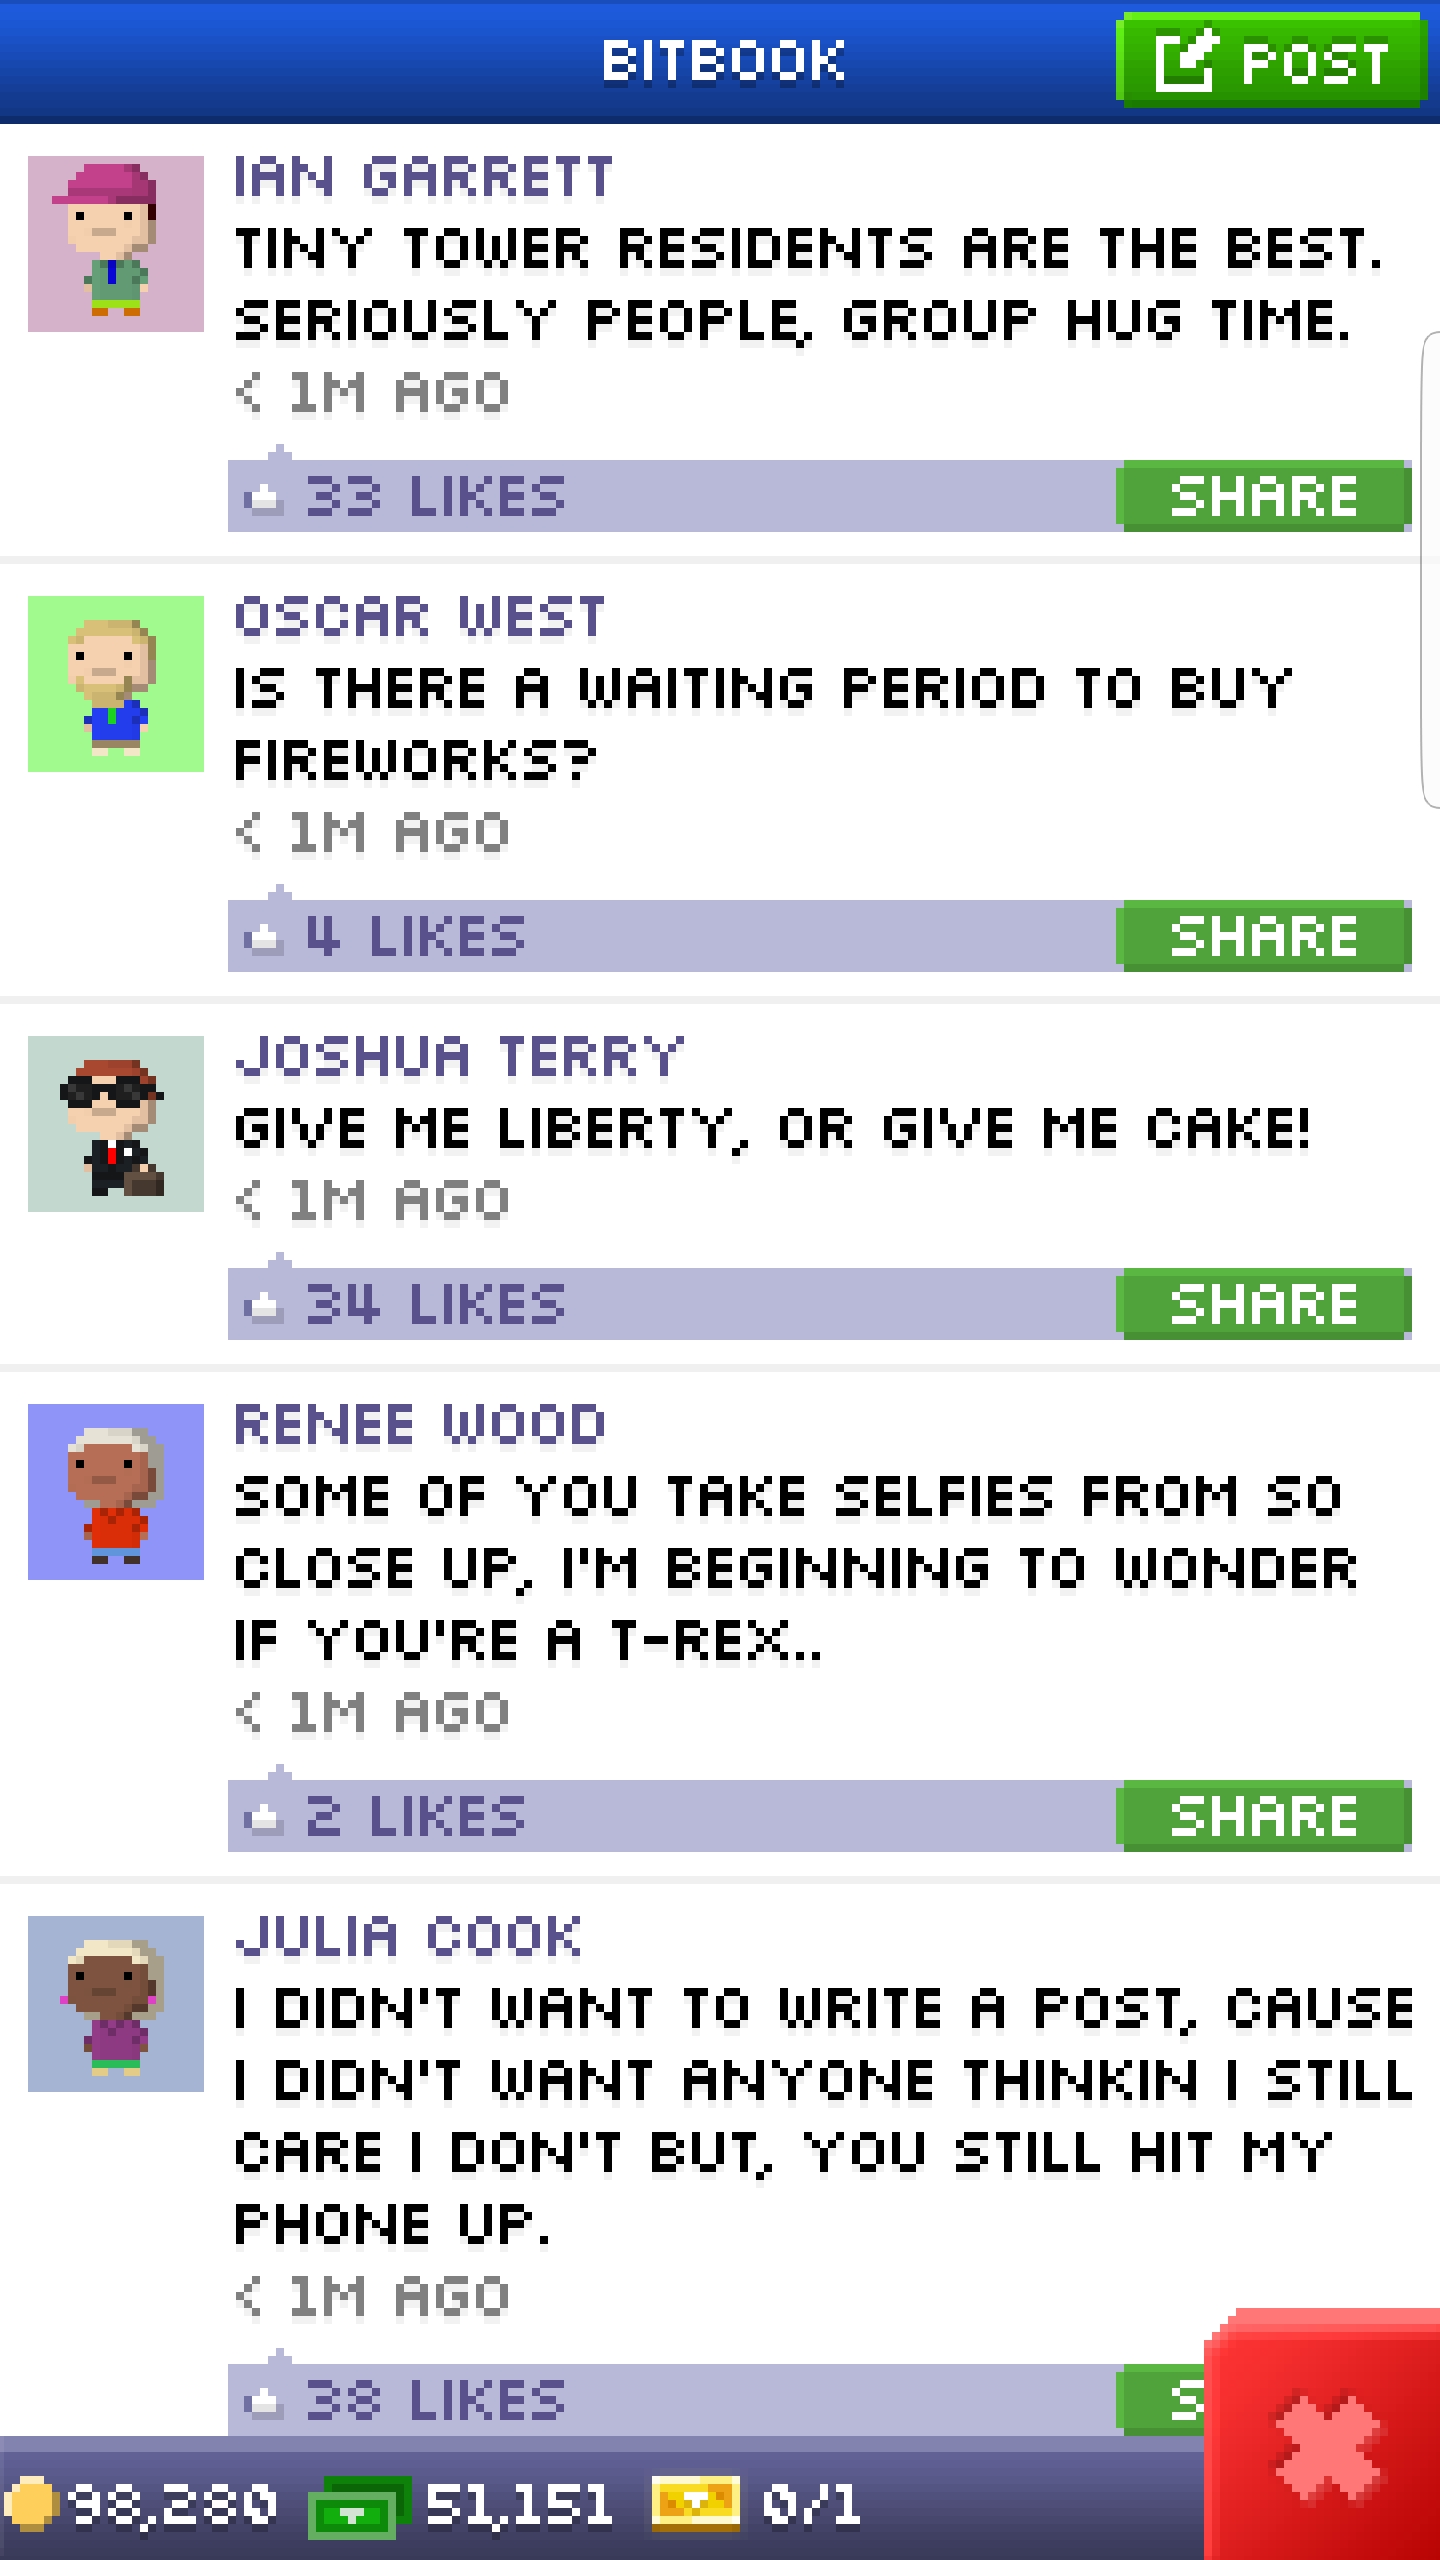 BITBOOK
POST
IAN GARRETT
TINY TOWER RESIDENTS ARE THE BEST.
SERIOUSLY PEOPLE, GROUP HUG TIME.
< 1M AGO
33 LIKES
SHARE
OSCAR WEST
IS THERE A WAITING PERIOD TO BUY
FIREWORKS?
< 1M AGO
4 LIKES
SHARE
JOSHUA TERRY
GIVE ME LIBERTY, OR GIVE ME CAKE!
< 1M AGO
34 LIKES
SHARE
RENEE WOOD
SOME OF YOU TAKE SELFIES FROM SO
CLOSE UP, I'M BEGINNING TO WONDER
IF YOU'RE A T-REX..
< 1M AGO
2 LIKES
SHARE
JULIA COOK
I DIDN'T WANT TO WRITE A POST, CAUSE
I DIDN'T WANT ANYONE THINKIN I STILL
CARE I DON'T BUT, YOU STILL HIT MY
PHONE UP.
< 1M AGO
38 LIKES
S
98,280 51,151 0/1